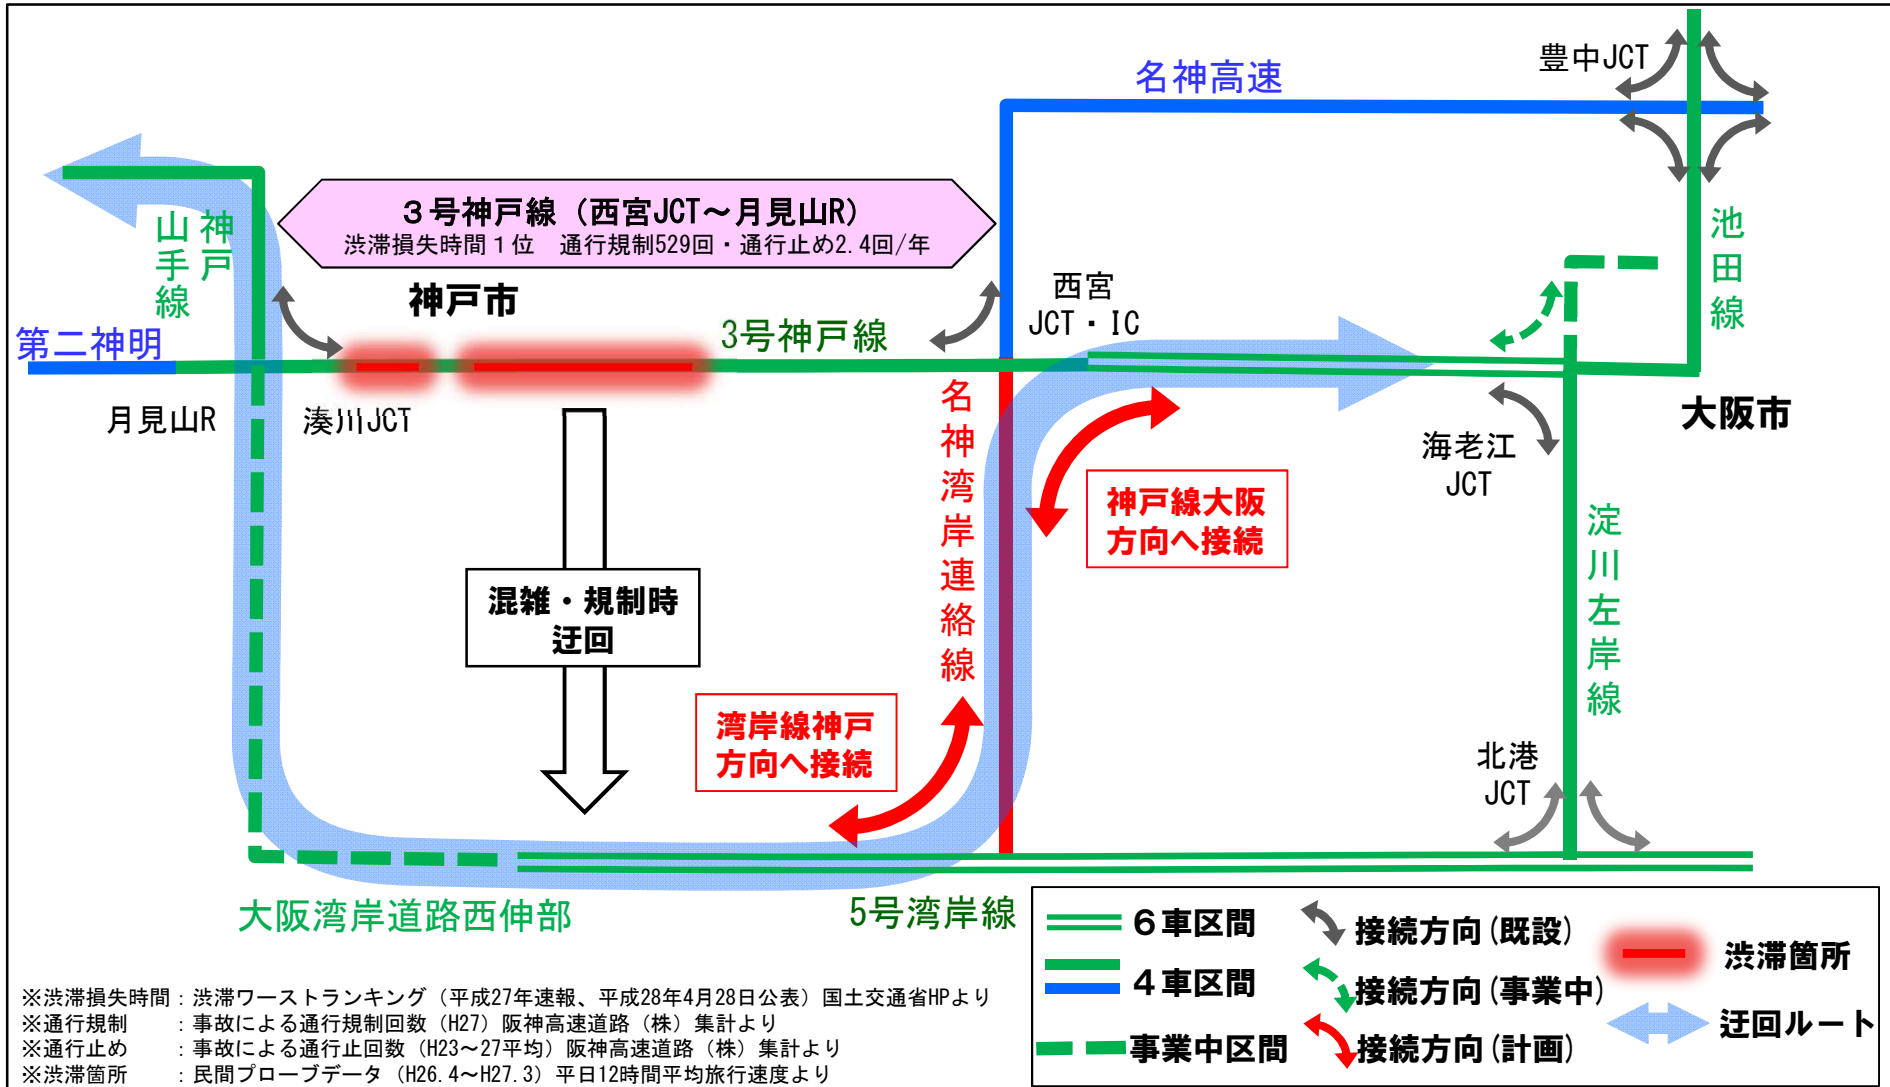 豊中JCT
名神高速
3号神戸線（西宮JCT～月見山R）
渋滞損失時間1位　通行規制529回・通行止め2.4回/年
神戸
山手線
池田線
神戸市
西宮
JCT・IC
第二神明
3号神戸線
月見山R
湊川JCT
名神湾岸連絡線
大阪市
海老江
JCT
神戸線大阪
方向へ接続
淀川左岸線
混雑・規制時
迂回
湾岸線神戸
方向へ接続
北港
JCT
大阪湾岸道路西伸部
5号湾岸線
6車区間
4車区間
事業中区間
接続方向(既設)
接続方向(事業中)
接続方向(計画)
渋滞箇所
迂回ルート
※渋滞損失時間：渋滞ワーストランキング（平成27年速報、平成28年4月28日公表）国土交通省HPより
※通行規制　　：事故による通行規制回数（H27）阪神高速道路（株）集計より
※通行止め　　：事故による通行止回数（H23～27平均）阪神高速道路（株）集計より
※渋滞箇所　　：民間プローブデータ（H26.4～H27.3）平日12時間平均旅行速度より